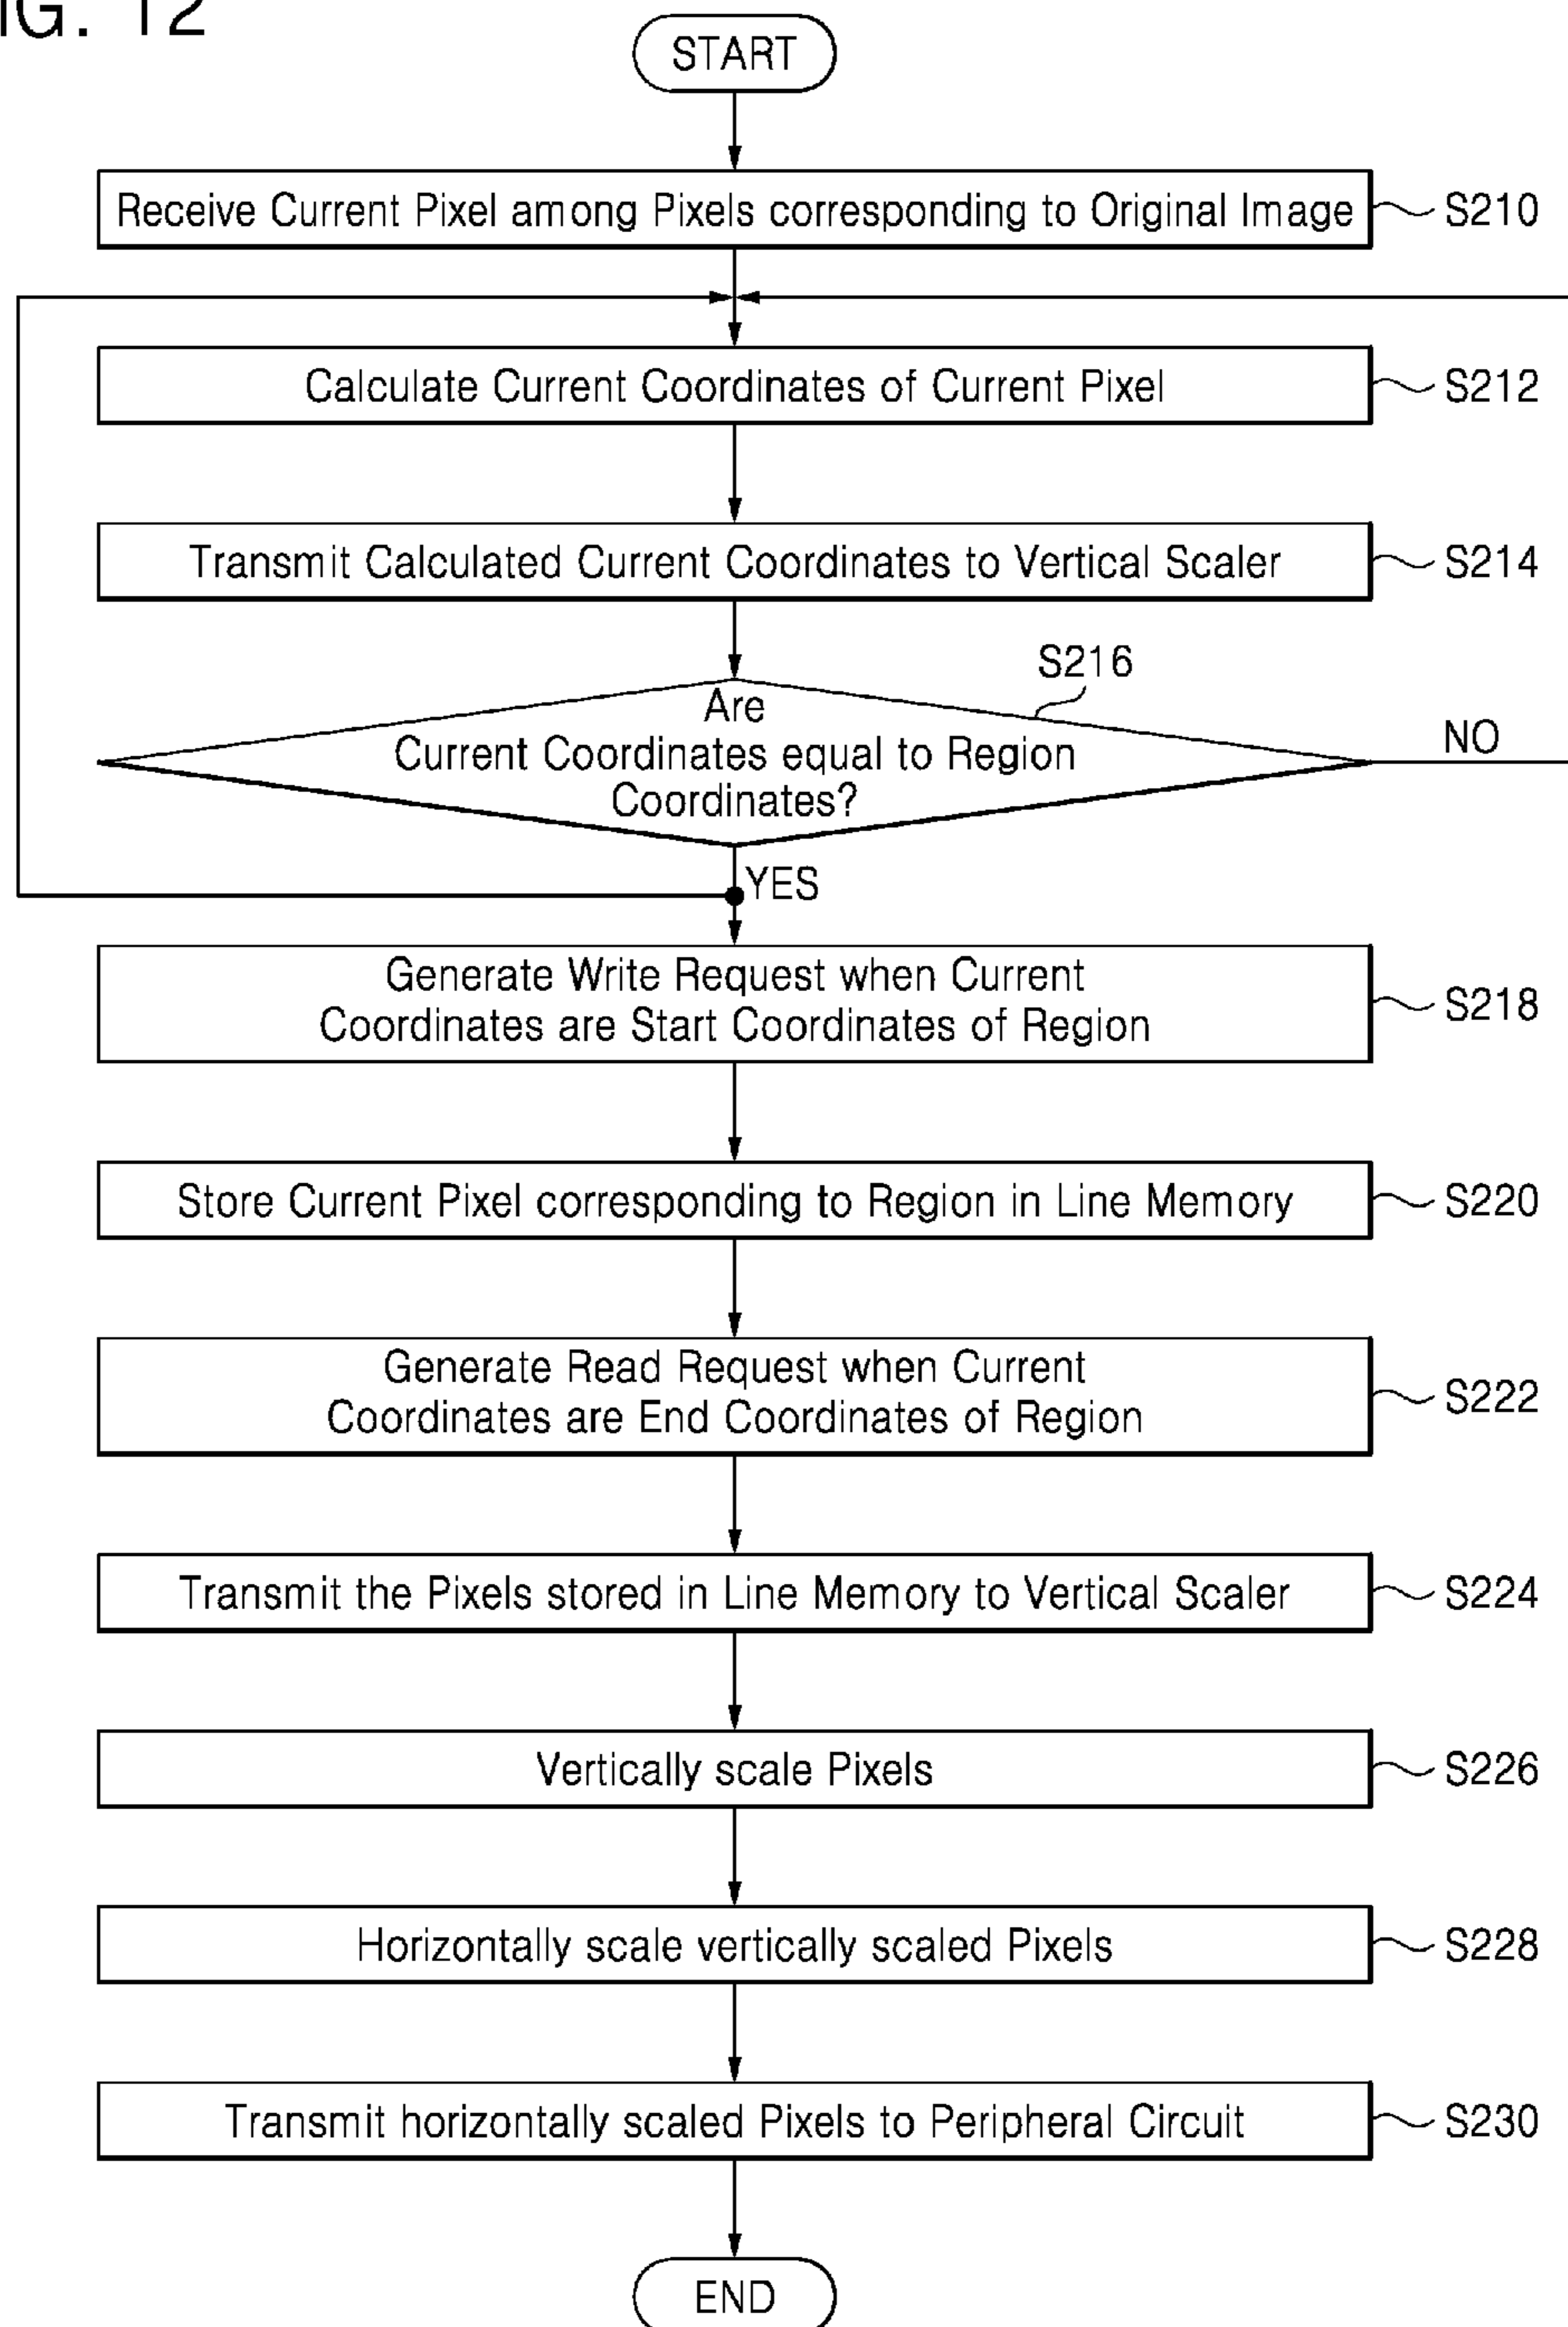 IG. 12
START
Receive Current Pixel among Pixels corresponding to Original Image
S210
Calculate Current Coordinates of Current Pixel
S212
Transmit Calculated Current Coordinates to Vertical Scaler
S214
S216
Are
Current Coordinates equal to Region
Coordinates?
NO
YES
Generate Write Request when Current
Coordinates are Start Coordinates of Region
S218
Store Current Pixel corresponding to Region in Line Memory
S220
Generate Read Request when Current
Coordinates are End Coordinates of Region
S222
Transmit the Pixels stored in Line Memory to Vertical Scaler
S224
Vertically scale Pixels
S226
Horizontally scale vertically scaled Pixels
S228
Transmit horizontally scaled Pixels to Peripheral Circuit
S230
END